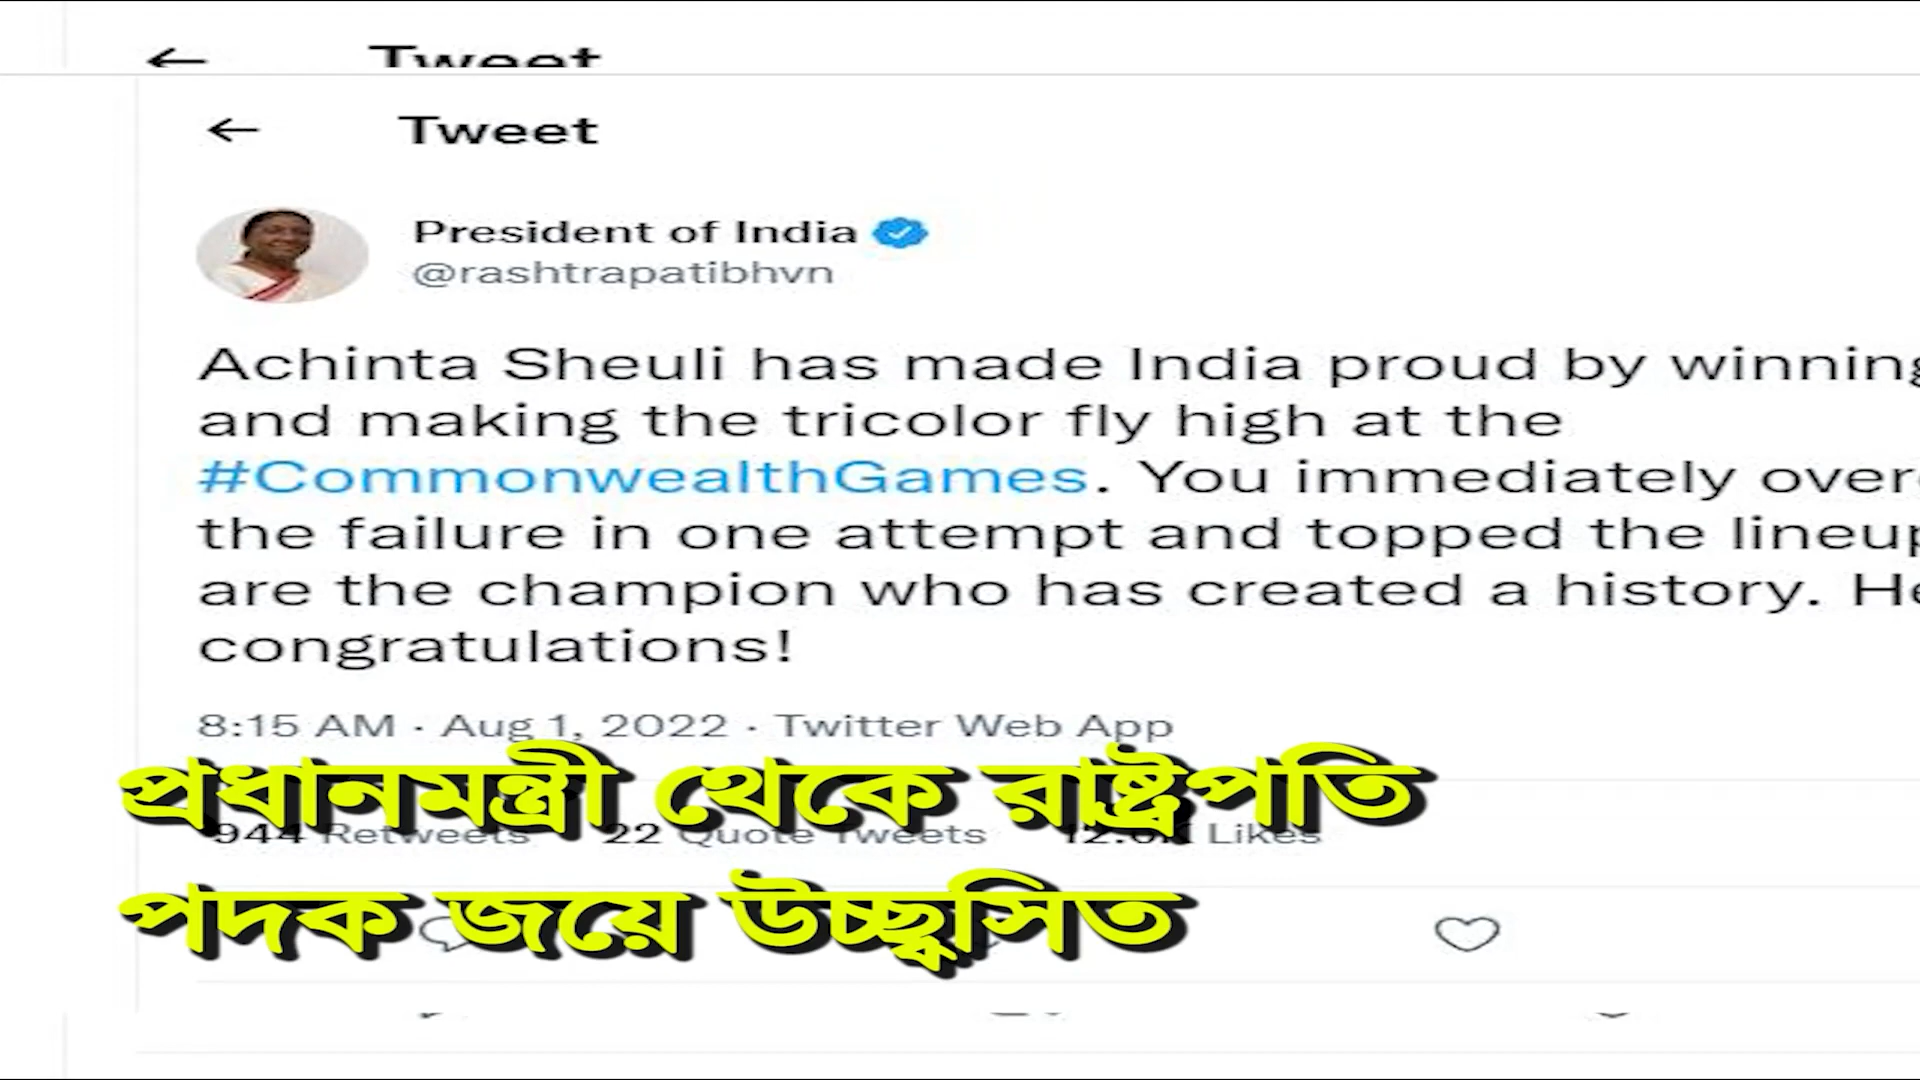 Tweet
Tweet
President of India
@rashtrapatibhvn
Achinta Sheuli has made India proud by winning
and making the tricolor fly high at the
#CommonwealthGames. You immediately
the failure in one attempt and topped the
are the champion who has created a history.
congratulations!
8:15 AM · Aug 1, 2022 · Twitter Web App
প্রধানমন্ত্রী থেকে রাষ্ট্রপতি
944 Retweets 22 Quote Tweets Likes
পদক জয়ে উচ্ছ্বসিত